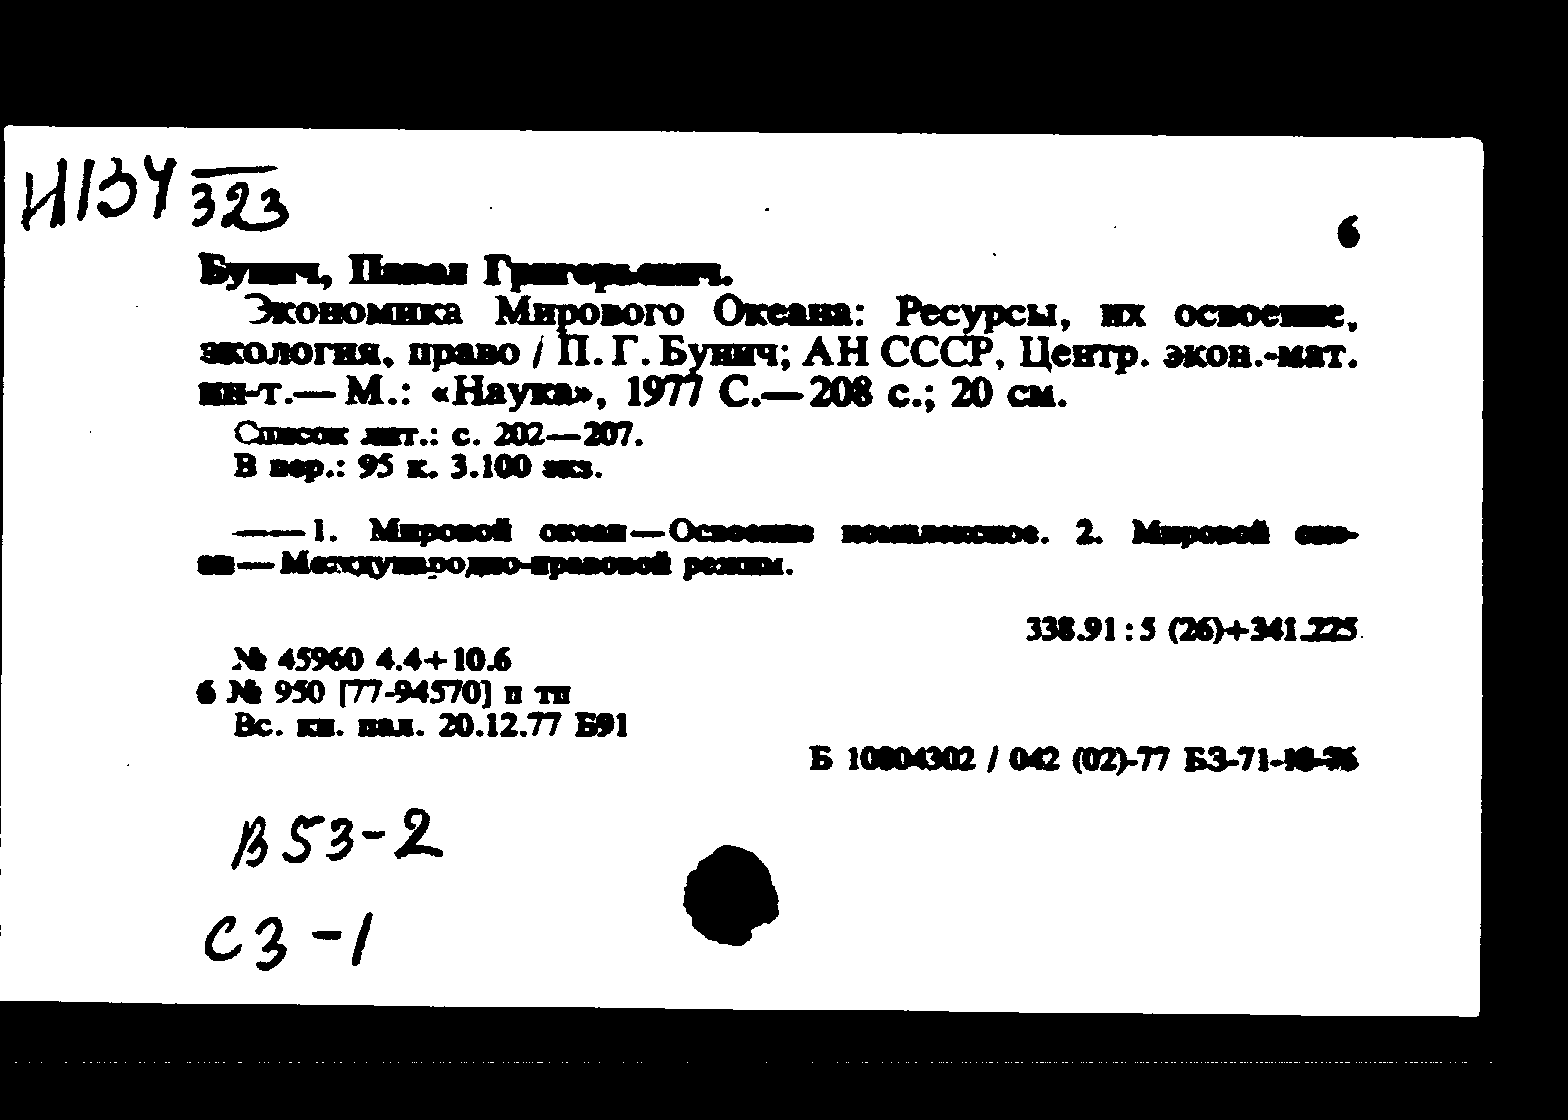 И134 323
6
Бунич, Павел Григорьевич.
Экономика Мирового Океана: Ресурсы, их освоение,
экология, право / П. Г. Бунич; АН СССР, Центр. экон.-мат.
ин-т.— М.: «Наука», 1977 С.—208 с.; 20 см.
Список лит.: с. 202—207.
В пер.: 95 к. 3.100 экз.
—— 1. Мировой океан — Освоение комплексное. 2. Мировой оке-
ан — Международно-правовой режим.
338.91 : 5 (26)+341.225
№ 45960 4.4+10.6
6 № 950 [77-94570] п тп
Вс. кн. пал. 20.12.77 Б91
Б 10804302 / 042 (02)-77 БЗ-71-18-76
В 53-2
С 3-1